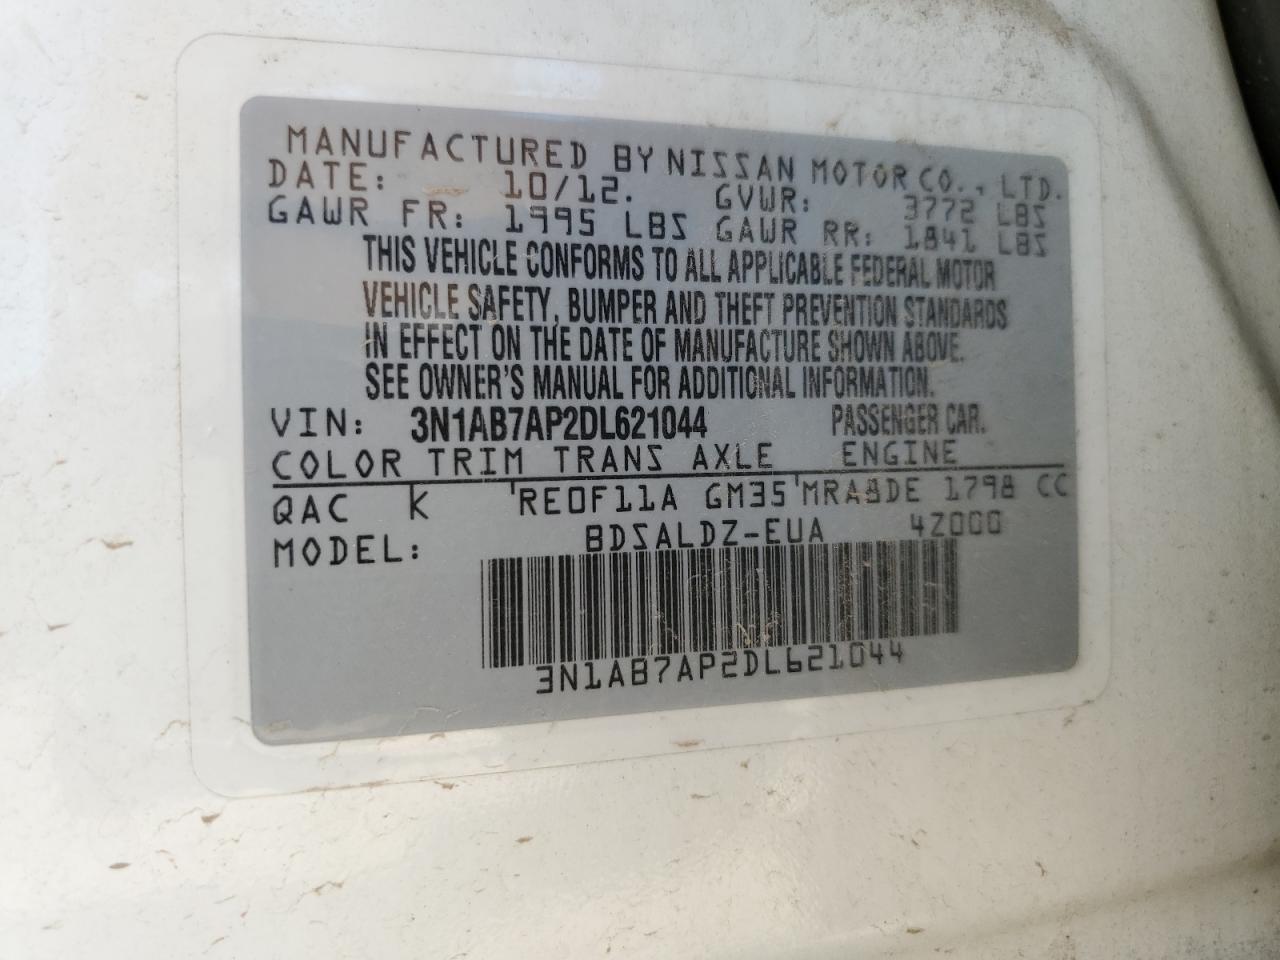 MANUFACTURED BY NISSAN MOTOR CO., LTD.
DATE: 10/12. GVWR: 3772 LBS
GAWR FR: 1995 LBS GAWR RR: 1841 LBS
THIS VEHICLE CONFORMS TO ALL APPLICABLE FEDERAL MOTOR
VEHICLE SAFETY, BUMPER AND THEFT PREVENTION STANDARDS
IN EFFECT ON THE DATE OF MANUFACTURE SHOWN ABOVE.
SEE OWNER'S MANUAL FOR ADDITIONAL INFORMATION.
VIN: 3N1AB7AP2DL621044 PASSENGER CAR.
COLOR TRIM TRANS AXLE ENGINE
QAC K 'RE0F11A GM35'MRA8DE 1798 CC
MODEL: BDSALDZ-EUA 4Z000
3N1AB7AP2DL621044